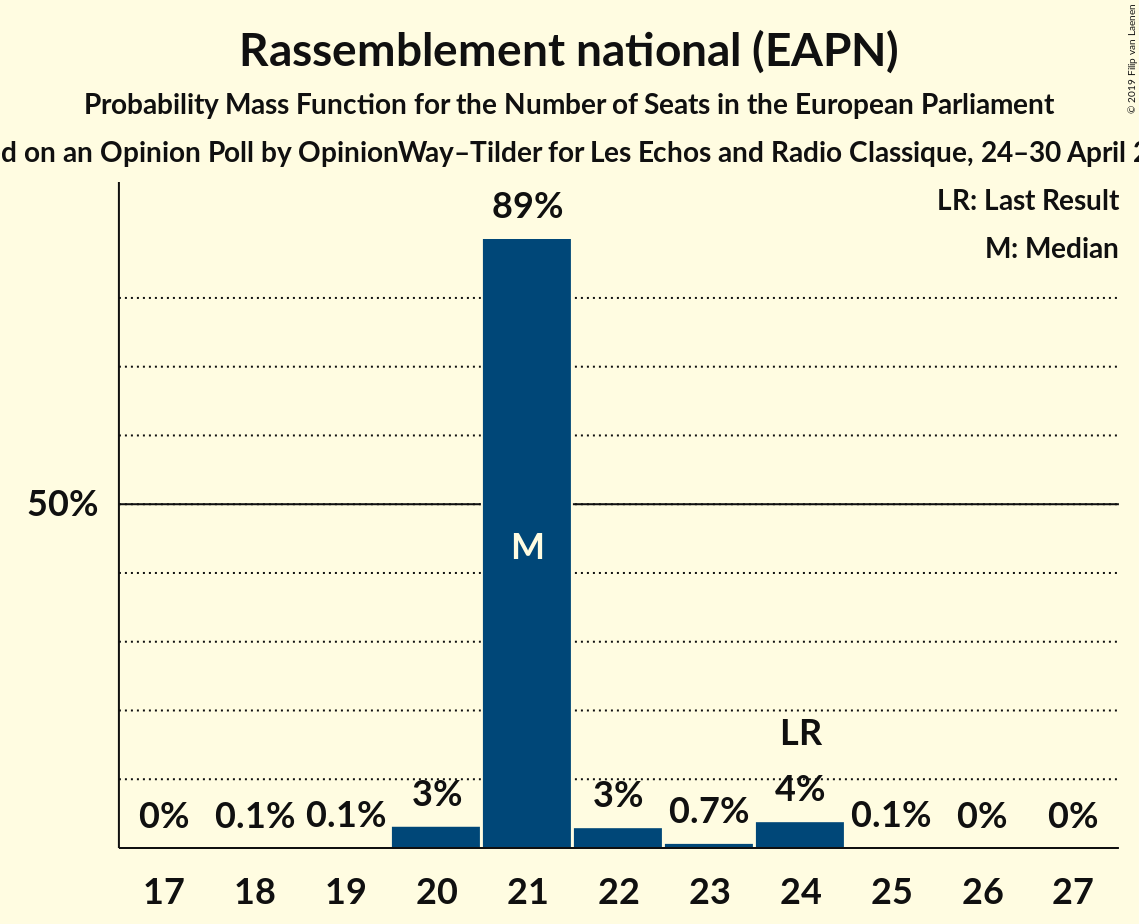 © 2019 Filip van Laenen
Rassemblement national (EAPN)
Probability Mass Function for the Number of Seats in the European Parliament
d on an Opinion Poll by OpinionWay–Tilder for Les Echos and Radio Classique, 24–30 April 2
LR: Last Result
M: Median
89%
50%
M
LR
0% 0.1% 0.1% 3% 3% 0.7% 4% 0.1% 0% 0%
17 18 19 20 21 22 23 24 25 26 27